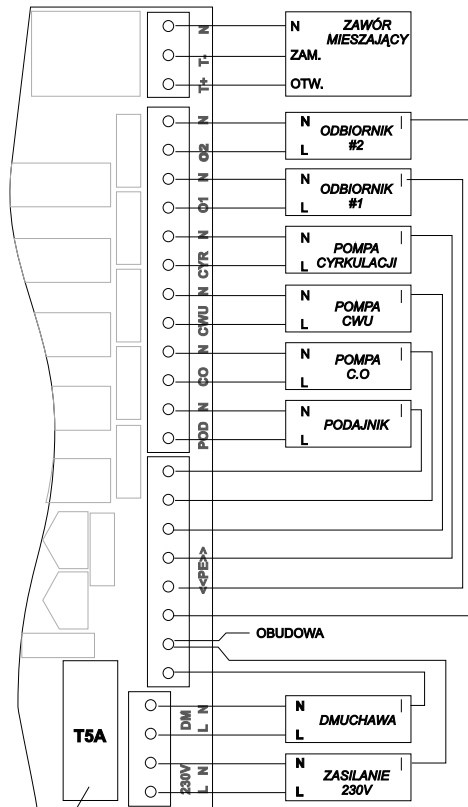 N
T-
T+
N ZAWÓR
MIESZAJĄCY
ZAM.
OTW.
N
O2
N ODBIORNIK
L #2
N
O1
N ODBIORNIK
L #1
N
CYR
N POMPA
L CYRKULACJI
N
CWU
N POMPA
L CWU
N
CO
N POMPA
L C.O
N
POD
N PODAJNIK
L
<<PE>>
OBUDOWA
T5A
DM
N
L
N DMUCHAWA
L
230V
N
L
N ZASILANIE
L 230V